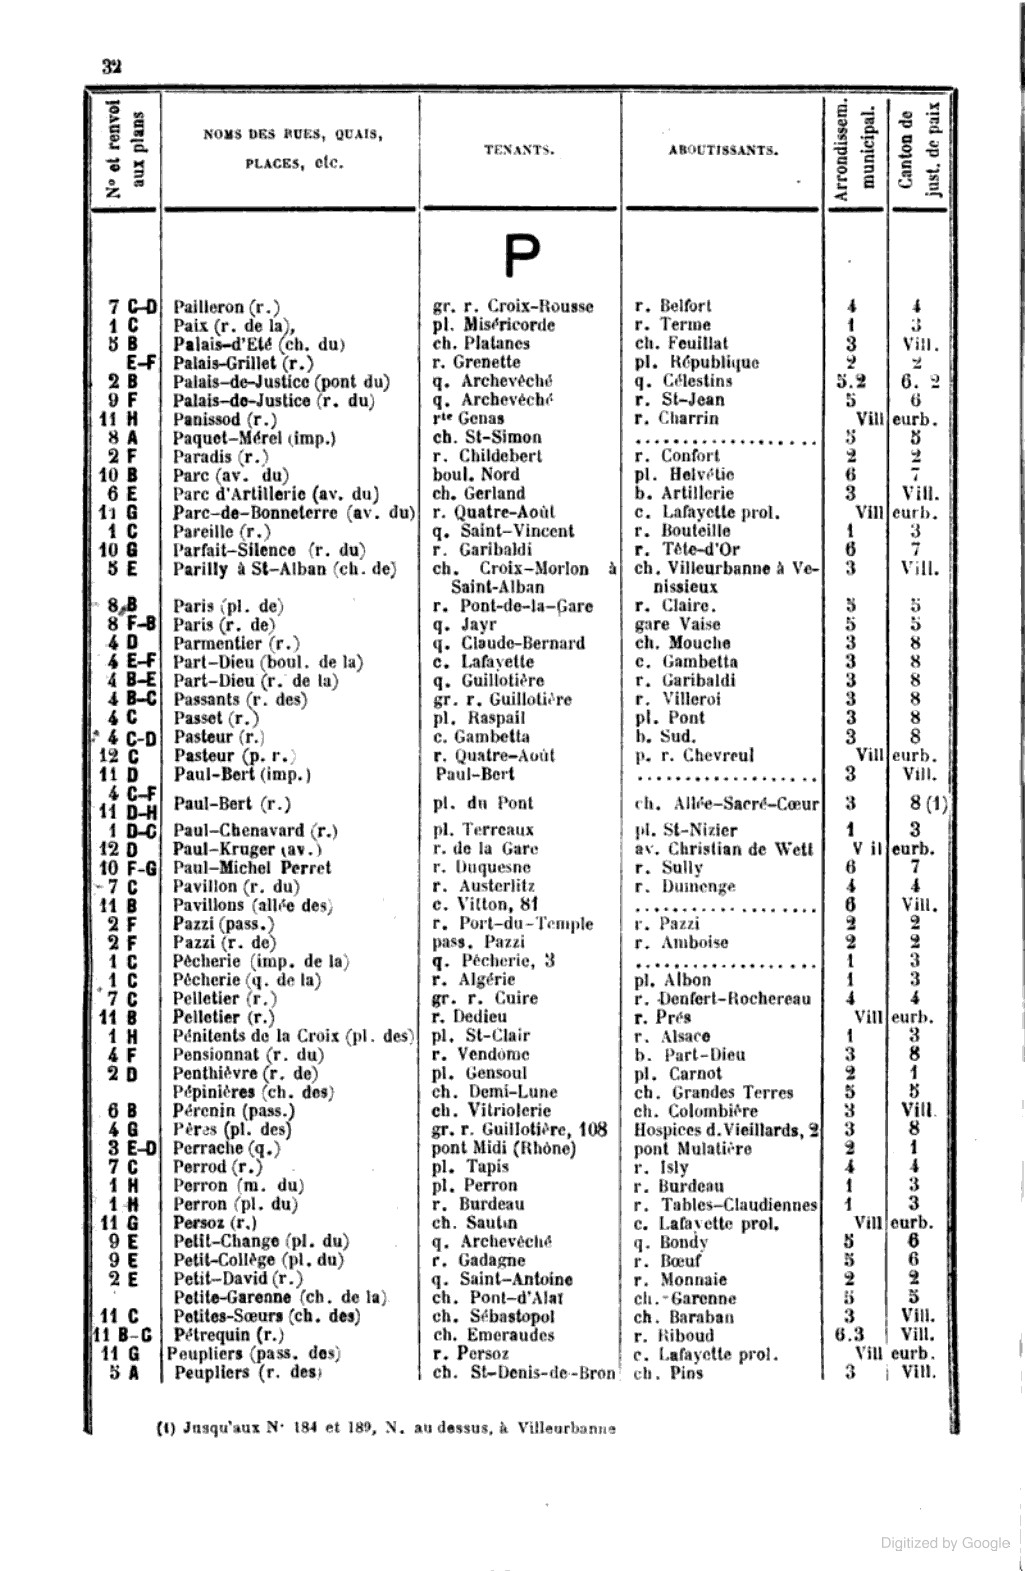 32
N° et renvoi aux plans | NOMS DES RUES, QUAIS, PLACES, etc. | TENANTS. | ABOUTISSANTS. | Arrondissem. municipal. | Canton de just. de paix
P
7 C-D Pailleron (r.) gr. r. Croix-Rousse r. Belfort 4 4
1 C Paix (r. de la), pl. Miséricorde r. Terme 1 3
5 B Palais-d'Eté (ch. du) ch. Platanes ch. Feuillat 3 Vill.
E-F Palais-Grillet (r.) r. Grenette pl. République 2 2
2 B Palais-de-Justice (pont du) q. Archevêché q. Célestins 5.2 6. 2
9 F Palais-de-Justice (r. du) q. Archevêché r. St-Jean 5 6
11 H Panissod (r.) rte Genas r. Charrin Vill eurb.
8 A Paquet-Mérel (imp.) ch. St-Simon .................. 5 5
2 F Paradis (r.) r. Childebert r. Confort 2 2
10 B Parc (av. du) boul. Nord pl. Helvétie 6 7
6 E Parc d'Artillerie (av. du) ch. Gerland b. Artillerie 3 Vill.
11 G Parc-de-Bonneterre (av. du) r. Quatre-Août c. Lafayette prol. Vill eurb.
1 C Pareille (r.) q. Saint-Vincent r. Bouteille 1 3
10 G Parfait-Silence (r. du) r. Garibaldi r. Tête-d'Or 6 7
5 E Parilly à St-Alban (ch. de) ch. Croix-Morlon à ch. Villeurbanne à Ve- 3 Vill.
Saint-Alban nissieux
8 B Paris (pl. de) r. Pont-de-la-Gare r. Claire. 5 5
8 F-B Paris (r. de) q. Jayr gare Vaise 5 5
4 D Parmentier (r.) q. Claude-Bernard ch. Mouche 3 8
4 E-F Part-Dieu (boul. de la) c. Lafayette c. Gambetta 3 8
4 B-E Part-Dieu (r. de la) q. Guillotière r. Garibaldi 3 8
4 B-C Passants (r. des) gr. r. Guillotière r. Villeroi 3 8
4 C Passet (r.) pl. Raspail pl. Pont 3 8
4 C-D Pasteur (r.) c. Gambetta b. Sud. 3 8
12 C Pasteur (p. r.) r. Quatre-Août p. r. Chevreul Vill eurb.
11 D Paul-Bert (imp.) Paul-Bert .................. 3 Vill.
4 C-F
11 D-H Paul-Bert (r.) pl. du Pont ch. Allée-Sacré-Cœur 3 8 (1)
1 D-C Paul-Chenavard (r.) pl. Terreaux pl. St-Nizier 1 3
12 D Paul-Kruger (av.) r. de la Gare av. Christian de Wett V il eurb.
10 F-G Paul-Michel Perret r. Duquesne r. Sully 6 7
7 C Pavillon (r. du) r. Austerlitz r. Dumenge 4 4
11 B Pavillons (allée des) c. Vitton, 81 .................. 6 Vill.
2 F Pazzi (pass.) r. Port-du-Temple r. Pazzi 2 2
2 F Pazzi (r. de) pass. Pazzi r. Amboise 2 2
1 C Pêcherie (imp. de la) q. Pêcherie, 3 .................. 1 3
1 C Pêcherie (q. de la) r. Algérie pl. Albon 1 3
7 C Pelletier (r.) gr. r. Cuire r. Denfert-Rochereau 4 4
11 B Pelletier (r.) r. Dedieu r. Prés Vill eurb.
1 H Pénitents de la Croix (pl. des) pl. St-Clair r. Alsace 1 3
4 F Pensionnat (r. du) r. Vendome b. Part-Dieu 3 8
2 D Penthièvre (r. de) pl. Gensoul pl. Carnot 2 1
Pépinières (ch. des) ch. Demi-Lune ch. Grandes Terres 5 5
6 B Pérenin (pass.) ch. Vitriolerie ch. Colombière 3 Vill.
4 G Pères (pl. des) gr. r. Guillotière, 108 Hospices d. Vieillards, 2 3 8
3 E-D Perrache (q.) pont Midi (Rhône) pont Mulatière 2 1
7 C Perrod (r.) pl. Tapis r. Isly 4 4
1 H Perron (m. du) pl. Perron r. Burdeau 1 3
1 H Perron (pl. du) r. Burdeau r. Tables-Claudiennes 1 3
11 G Persoz (r.) ch. Sautin c. Lafayette prol. Vill eurb.
9 E Petit-Change (pl. du) q. Archevêché q. Bondy 5 6
9 E Petit-Collège (pl. du) r. Gadagne r. Bœuf 5 6
2 E Petit-David (r.) q. Saint-Antoine r. Monnaie 2 2
Petite-Garenne (ch. de la) ch. Pont-d'Alaï ch. Garenne 5 5
11 C Petites-Sœurs (ch. des) ch. Sébastopol ch. Baraban 3 Vill.
11 B-C Pétrequin (r.) ch. Emeraudes r. Riboud 6.3 Vill.
11 G Peupliers (pass. des) r. Persoz c. Lafayette prol. Vill eurb.
5 A Peupliers (r. des) ch. St-Denis-de-Bron ch. Pins 3 Vill.
(1) Jusqu'aux N° 184 et 189, N. au dessus, à Villeurbanne
Digitized by Google